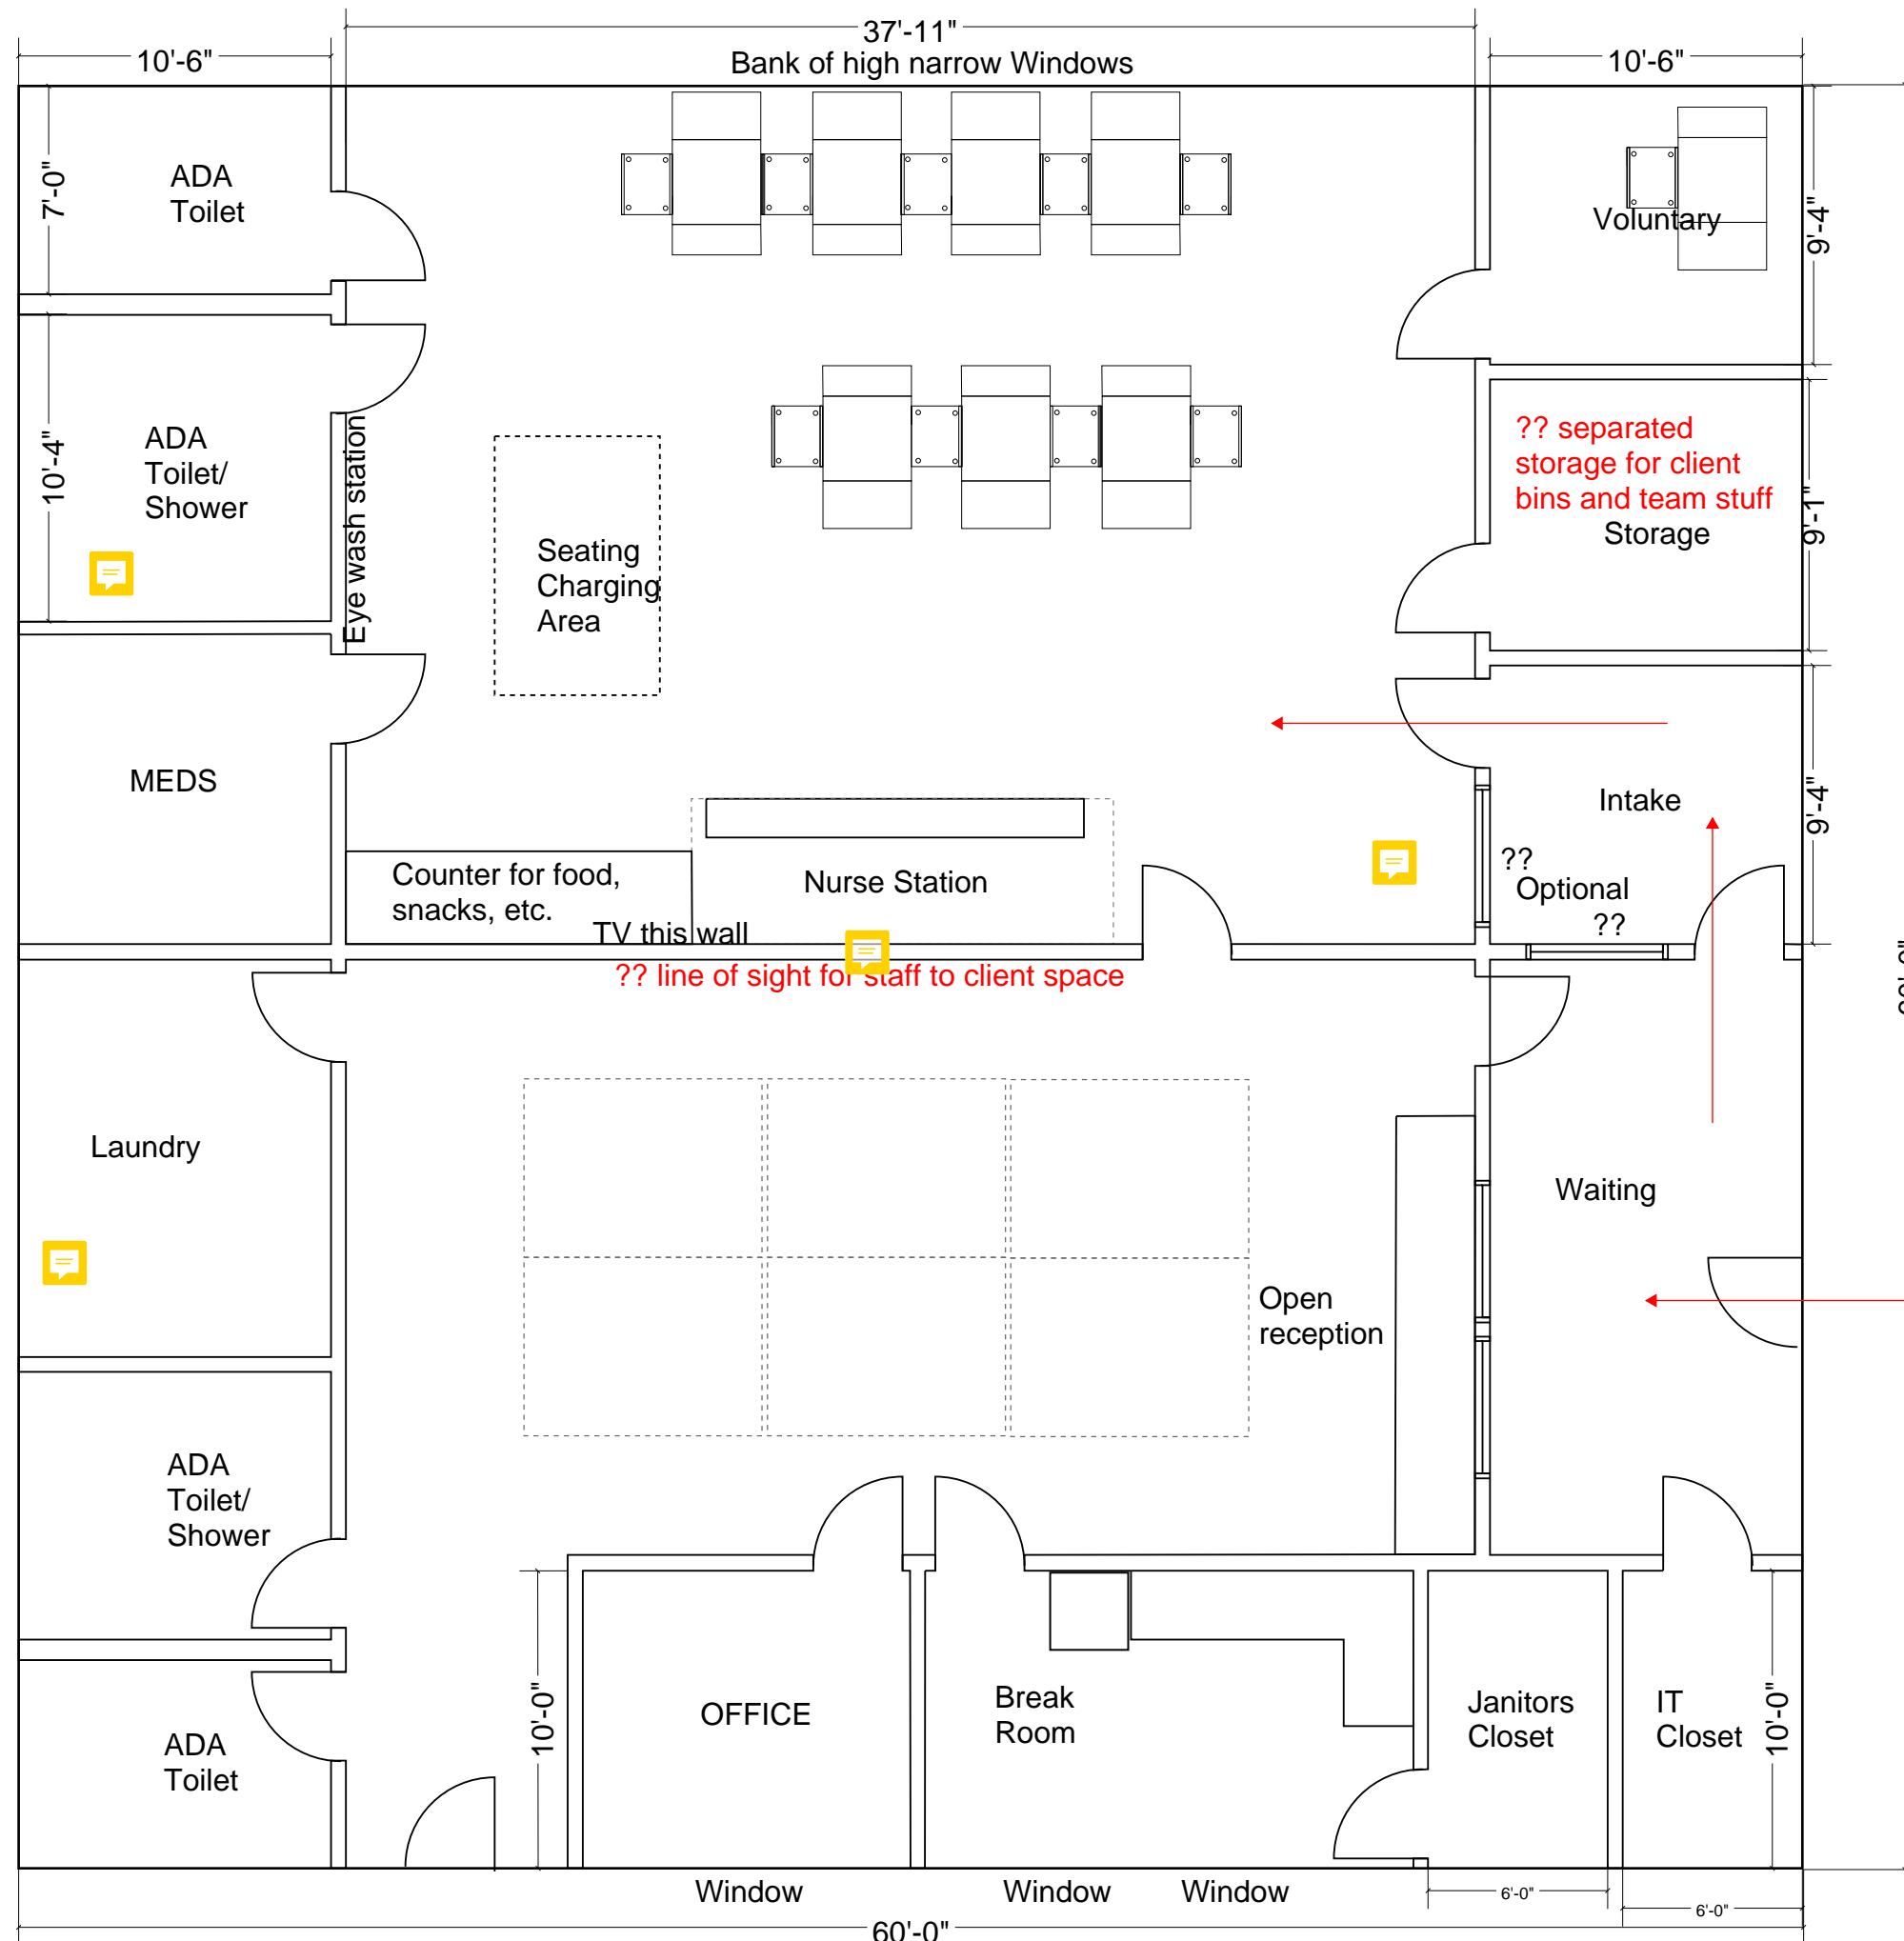 37'-11"
10'-6"
Bank of high narrow Windows
10'-6"
7'-0"
ADA
Toilet
Voluntary
9'-4"
10'-4"
ADA
Toilet/
Shower
Eye wash station
Seating
Charging
Area
?? separated
storage for client
bins and team stuff
Storage
9'-1"
MEDS
Intake
9'-4"
??
Optional
??
Counter for food,
snacks, etc.
Nurse Station
TV this wall
?? line of sight for staff to client space
Laundry
Waiting
Open
reception
ADA
Toilet/
Shower
ADA
Toilet
10'-0"
OFFICE
Break
Room
Janitors
Closet
IT
Closet
10'-0"
Window
Window
Window
6'-0"
6'-0"
60'-0"